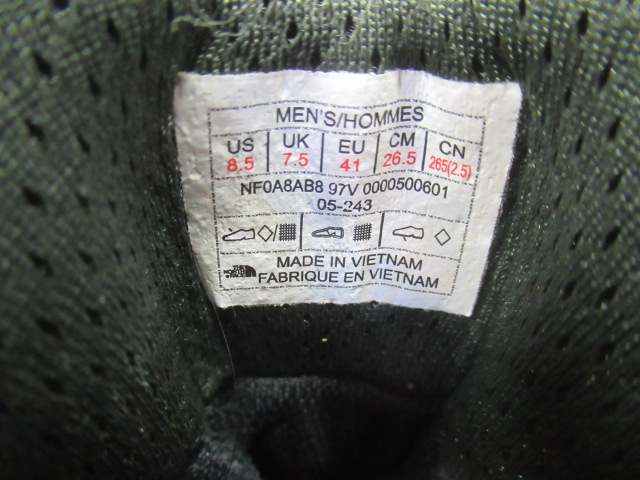 MEN'S/HOMMES
US UK EU CM CN
8.5 7.5 41 26.5 265(2.5)
NF0A8AB8 97V 0000500601
05-243
MADE IN VIETNAM
FABRIQUE EN VIETNAM